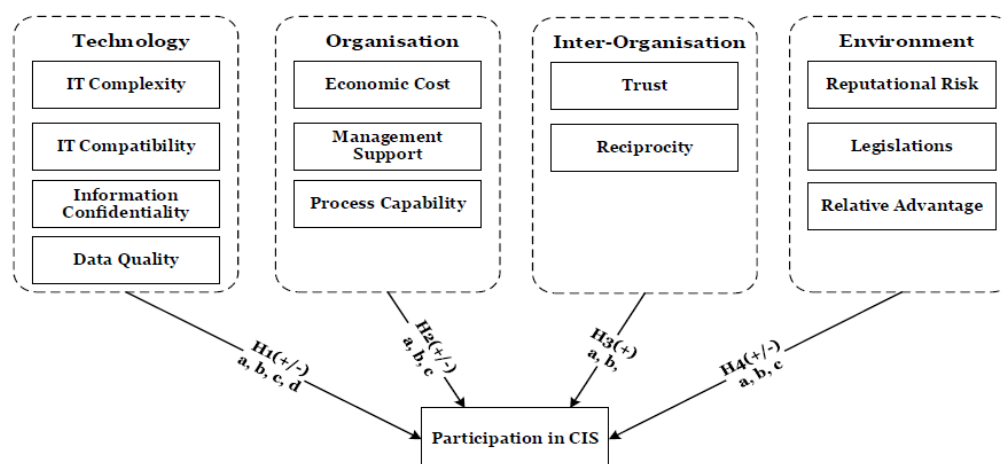 Technology
IT Complexity
IT Compatibility
Information
Confidentiality
Data Quality
Organisation
Economic Cost
Management
Support
Process Capability
Inter-Organisation
Trust
Reciprocity
Environment
Reputational Risk
Legislations
Relative Advantage
H1(+/-)
a, b, c, d
H2(+/-)
a, b, c
H3(+)
a, b,
H4(+/-)
a, b, c
Participation in CIS